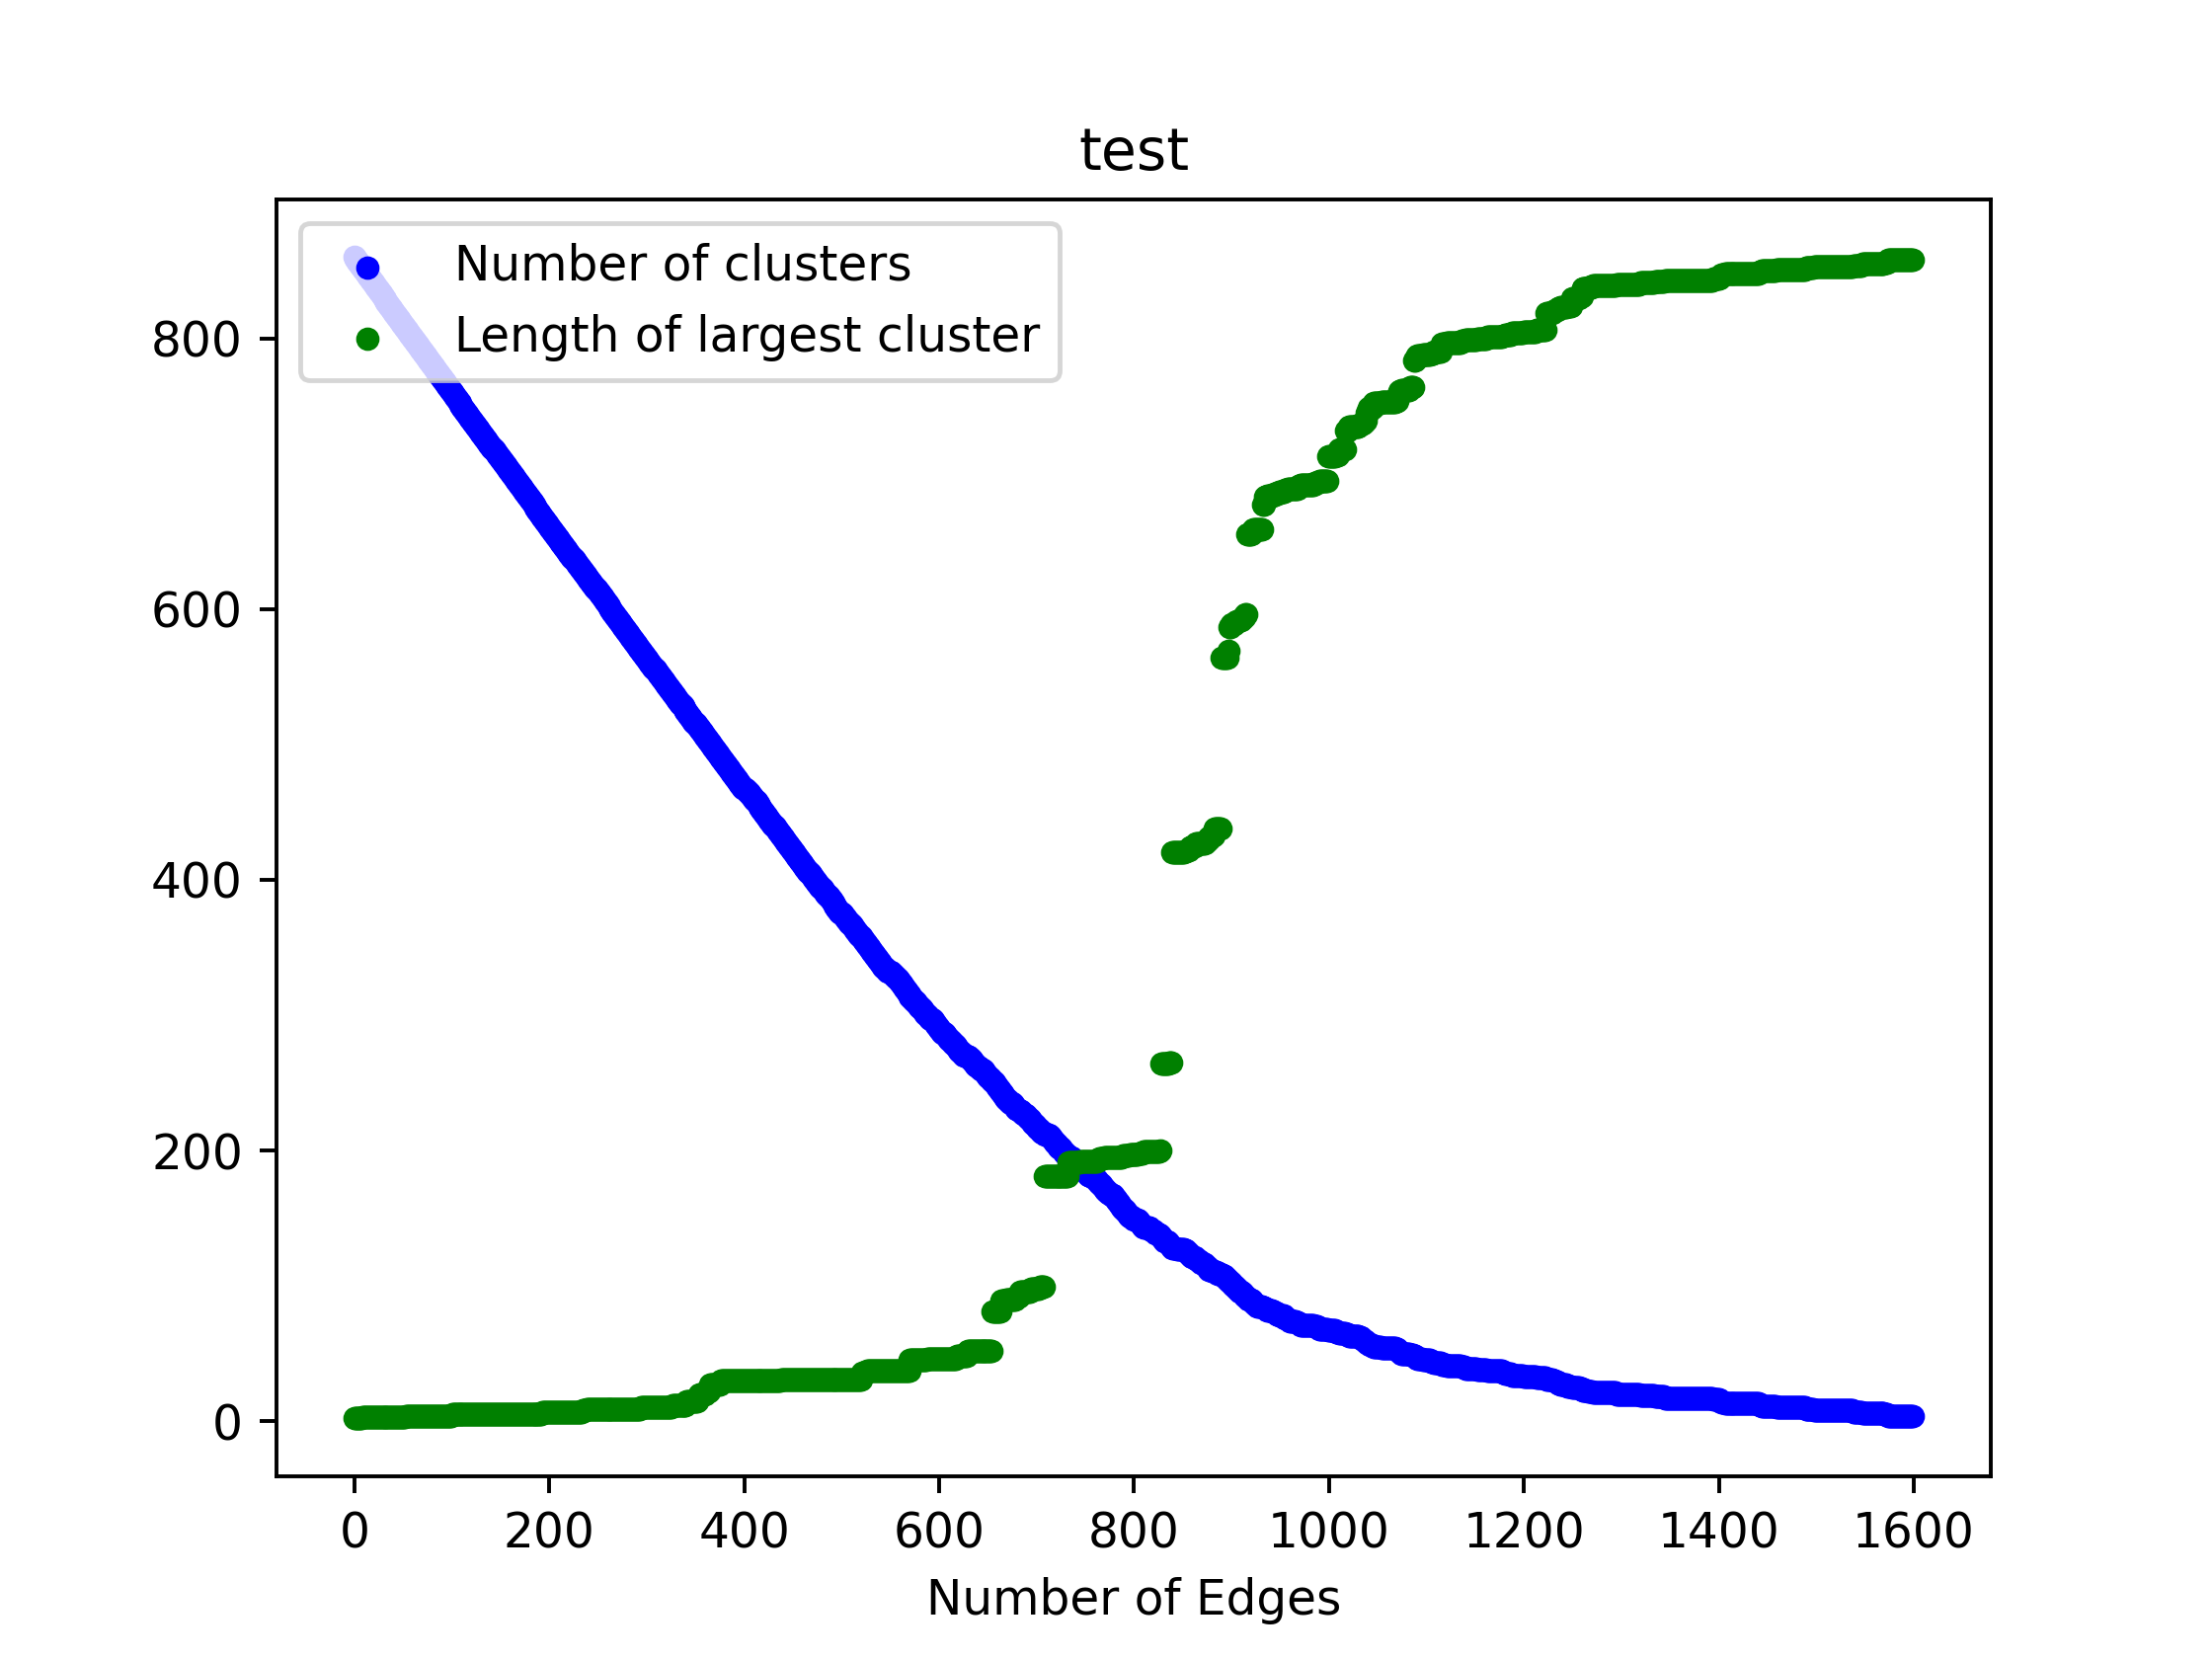 test
Number of clusters
Length of largest cluster
800
600
400
200
0
0 200 400 600 800 1000 1200 1400 1600
Number of Edges